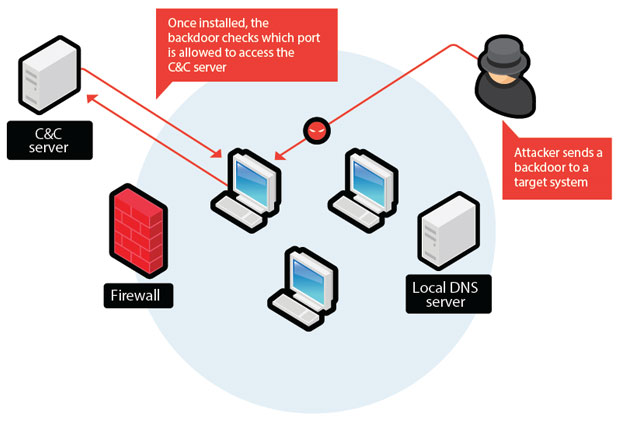 Once installed, the
backdoor checks which port
is allowed to access the
C&C server
C&C
server
Attacker sends a
backdoor to a
target system
Firewall
Local DNS
server